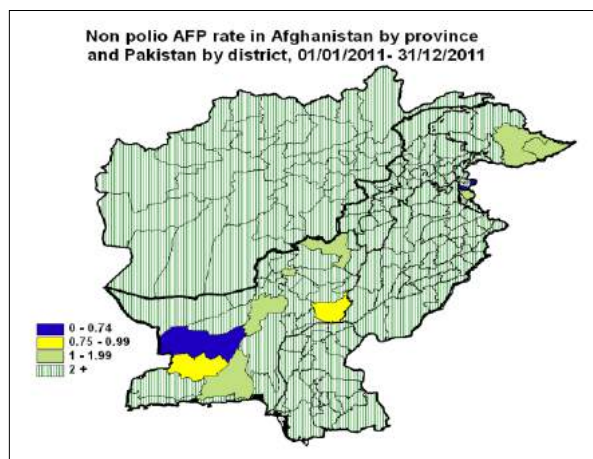 Non polio AFP rate in Afghanistan by province
and Pakistan by district, 01/01/2011- 31/12/2011
0 - 0.74
0.75 - 0.99
1 - 1.99
2 +